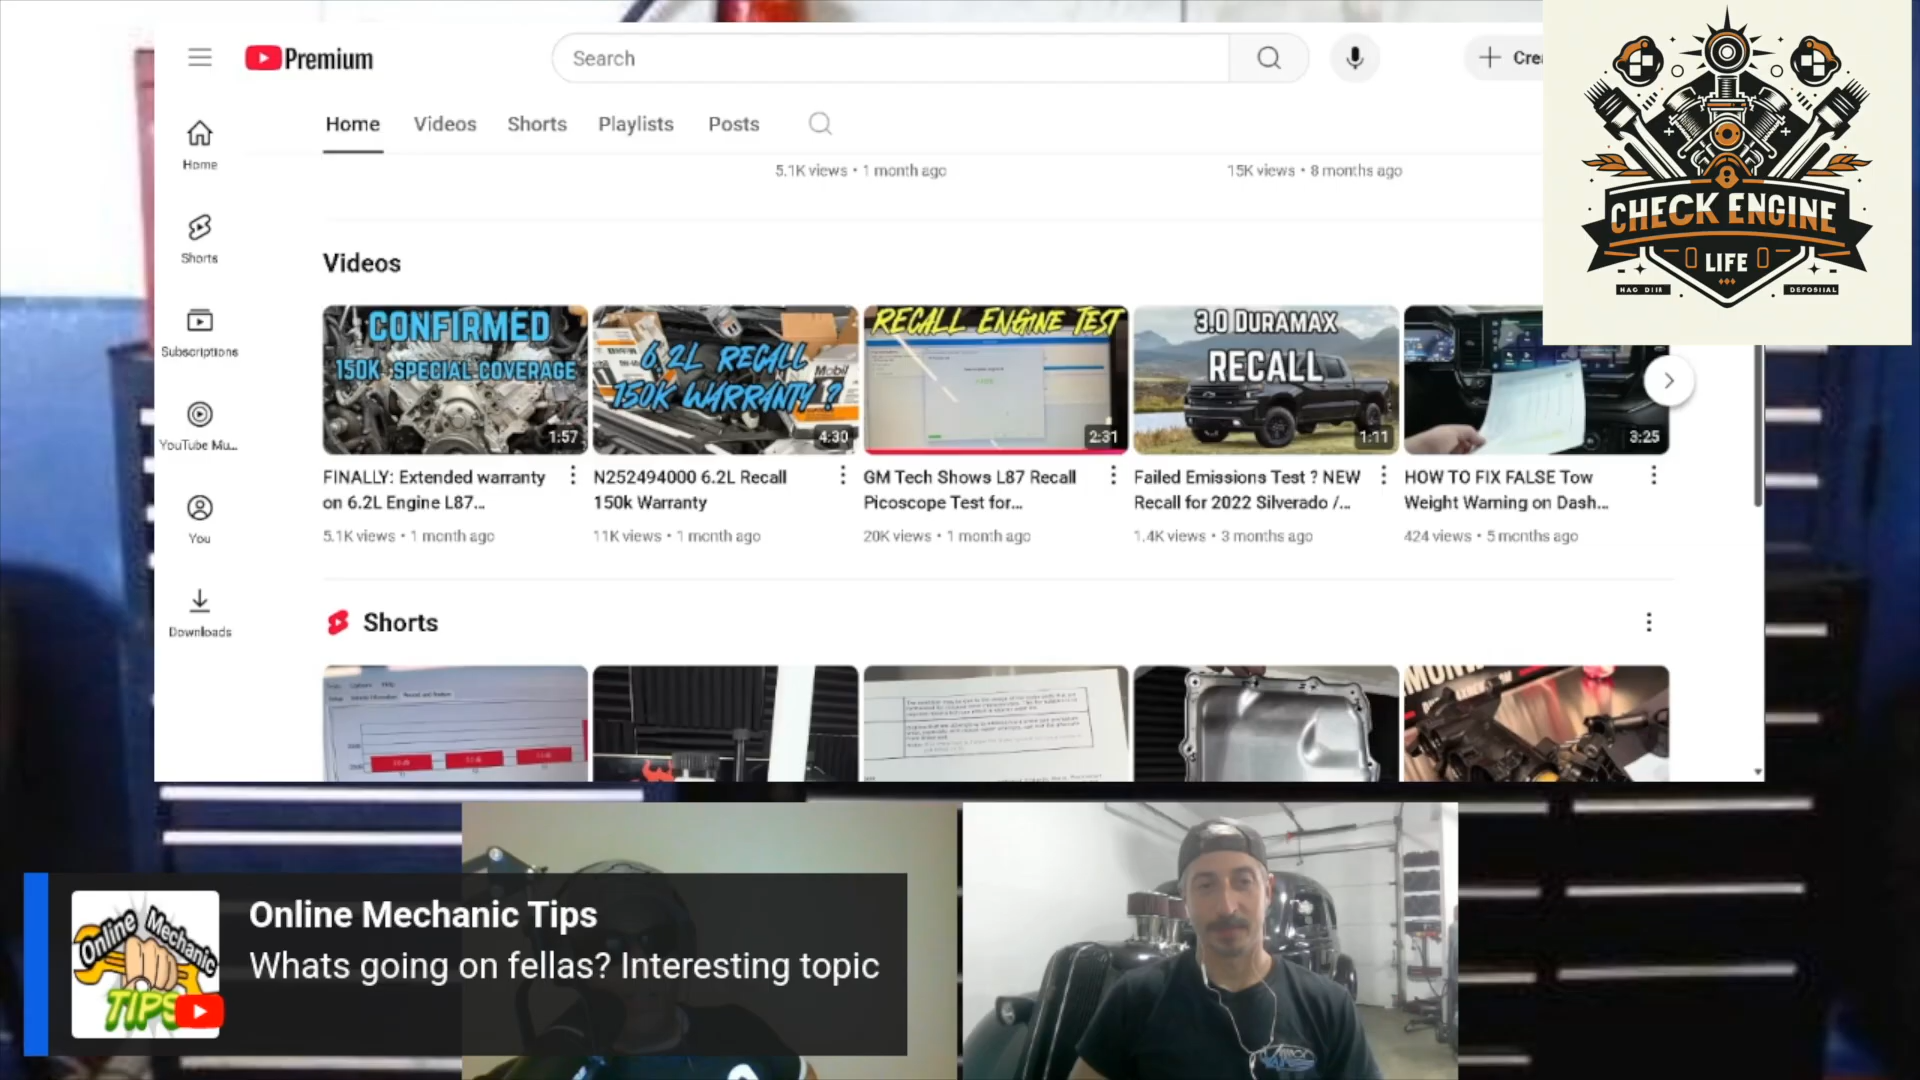 Premium
Search
Cre
Home
Videos
Shorts
Playlists
Posts
Home
Shorts
Subscriptions
YouTube Mu...
You
Downloads
5.1K views • 1 month ago
15K views • 8 months ago
CHECK ENGINE
LIFE
Videos
CONFIRMED
150K SPECIAL COVERAGE
1:57
6.2L RECALL
150K WARRANTY ?
Mobil
4:30
RECALL ENGINE TEST
2:31
3.0 DURAMAX
RECALL
1:11
3:25
FINALLY: Extended warranty
on 6.2L Engine L87...
5.1K views • 1 month ago
N252494000 6.2L Recall
150k Warranty
11K views • 1 month ago
GM Tech Shows L87 Recall
Picoscope Test for...
20K views • 1 month ago
Failed Emissions Test ? NEW
Recall for 2022 Silverado /...
1.4K views • 3 months ago
HOW TO FIX FALSE Tow
Weight Warning on Dash...
424 views • 5 months ago
Shorts
Online Mechanic
TIPS
Online Mechanic Tips
Whats going on fellas? Interesting topic